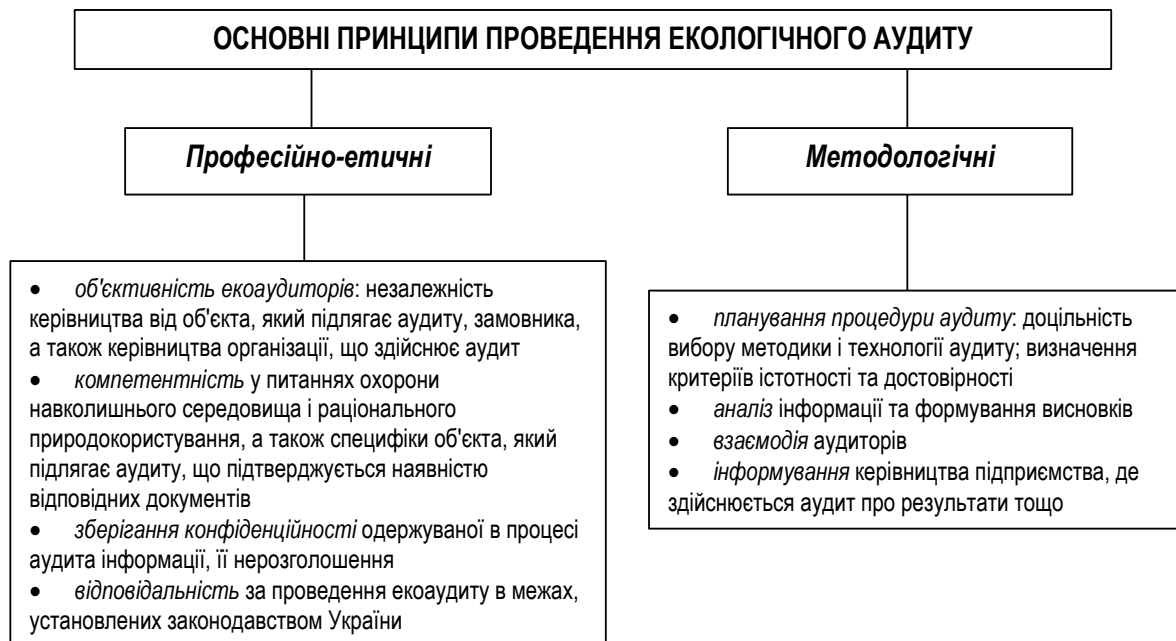 ОСНОВНІ ПРИНЦИПИ ПРОВЕДЕННЯ ЕКОЛОГІЧНОГО АУДИТУ
Професійно-етичні
Методологічні
• об'єктивність екоаудиторів: незалежність
керівництва від об'єкта, який підлягає аудиту, замовника,
а також керівництва організації, що здійснює аудит
• компетентність у питаннях охорони
навколишнього середовища і раціонального
природокористування, а також специфіки об'єкта, який
підлягає аудиту, що підтверджується наявністю
відповідних документів
• зберігання конфіденційності одержуваної в процесі
аудита інформації, її нерозголошення
• відповідальність за проведення екоаудиту в межах,
установлених законодавством України
• планування процедури аудиту: доцільність
вибору методики і технології аудиту; визначення
критеріїв істотності та достовірності
• аналіз інформації та формування висновків
• взаємодія аудиторів
• інформування керівництва підприємства, де
здійснюється аудит про результати тощо